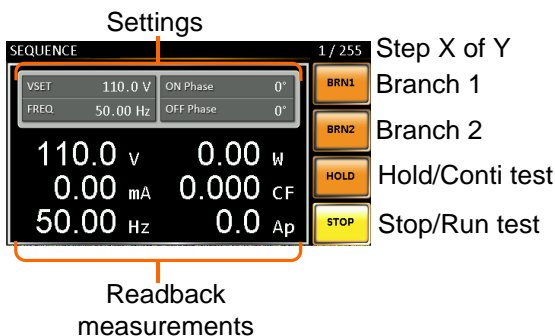 Settings
SEQUENCE
1 / 255
Step X of Y
VSET 110.0 V
ON Phase 0°
BRN1
Branch 1
FREQ 50.00 Hz
OFF Phase 0°
BRN2
Branch 2
110.0 V
0.00 W
HOLD
Hold/Conti test
0.00 mA
0.000 CF
STOP
Stop/Run test
50.00 Hz
0.0 Ap
Readback
measurements